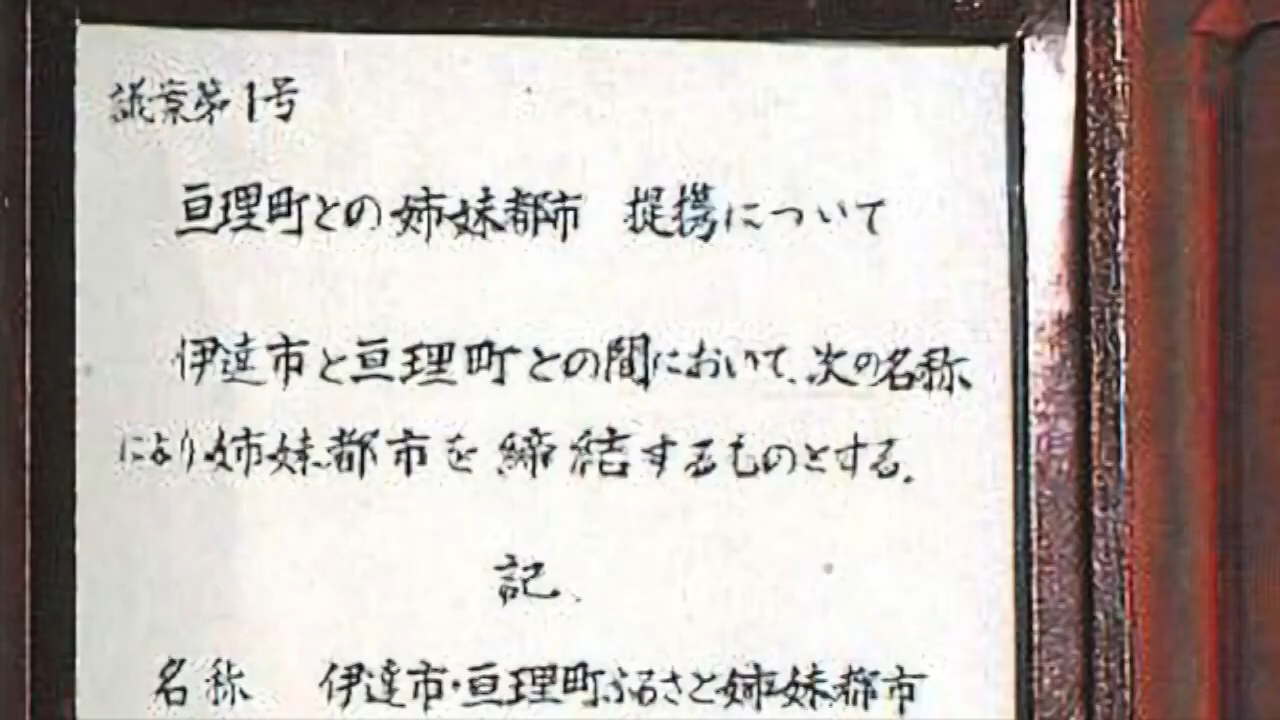 議案第1号
亘理町との姉妹都市 提携について
伊達市と亘理町との間において、次の名称
により姉妹都市を締結するものとする。
記
名称 伊達市・亘理町ふるさと姉妹都市